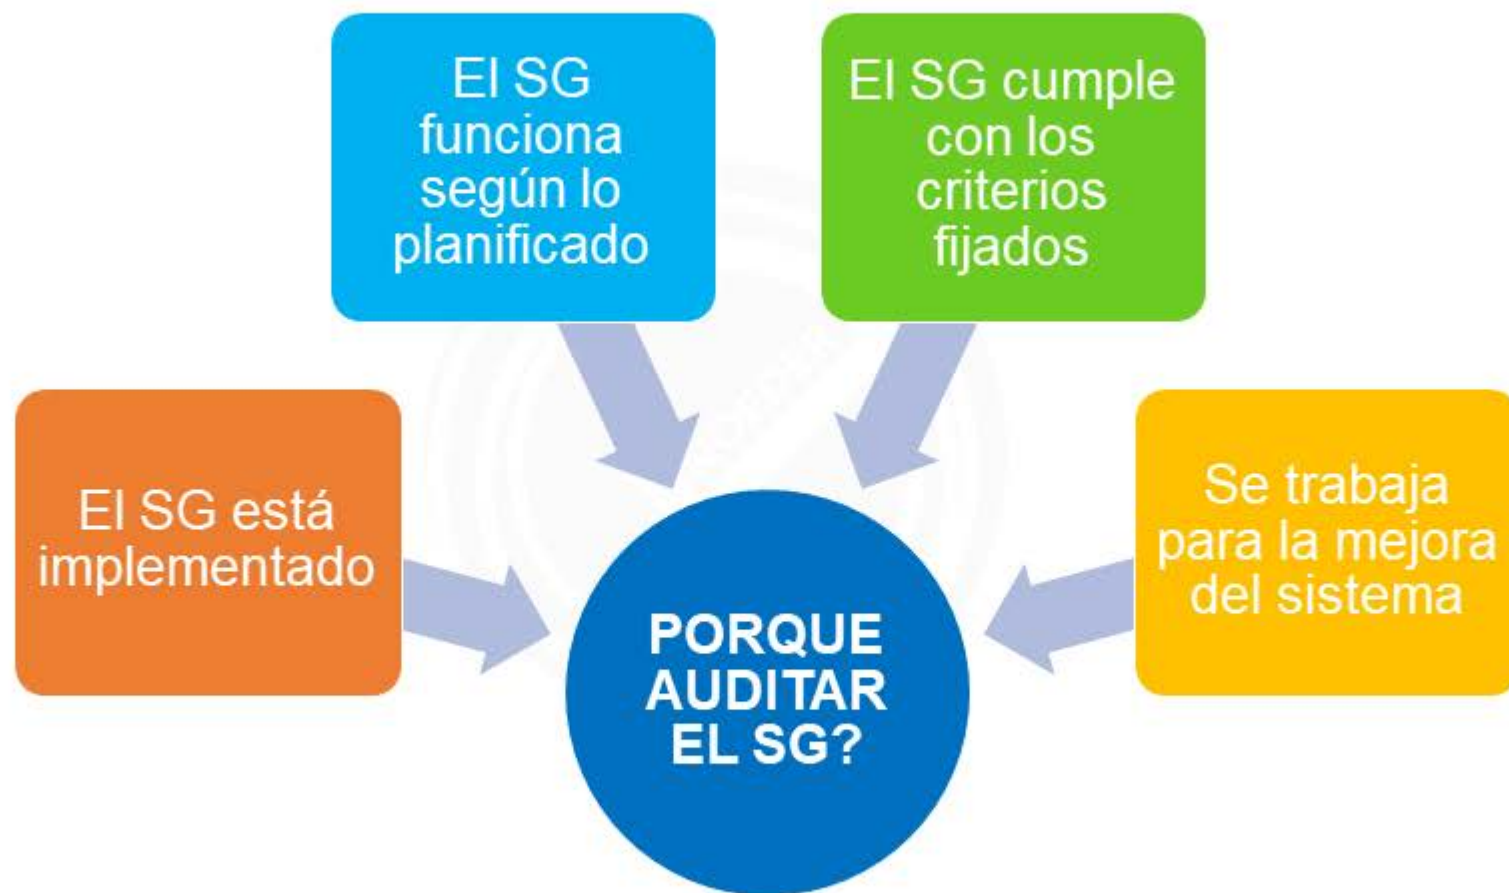 El SG
funciona
según lo
planificado
El SG cumple
con los
criterios
fijados
El SG está
implementado
Se trabaja
para la mejora
del sistema
PORQUE
AUDITAR
EL SG?